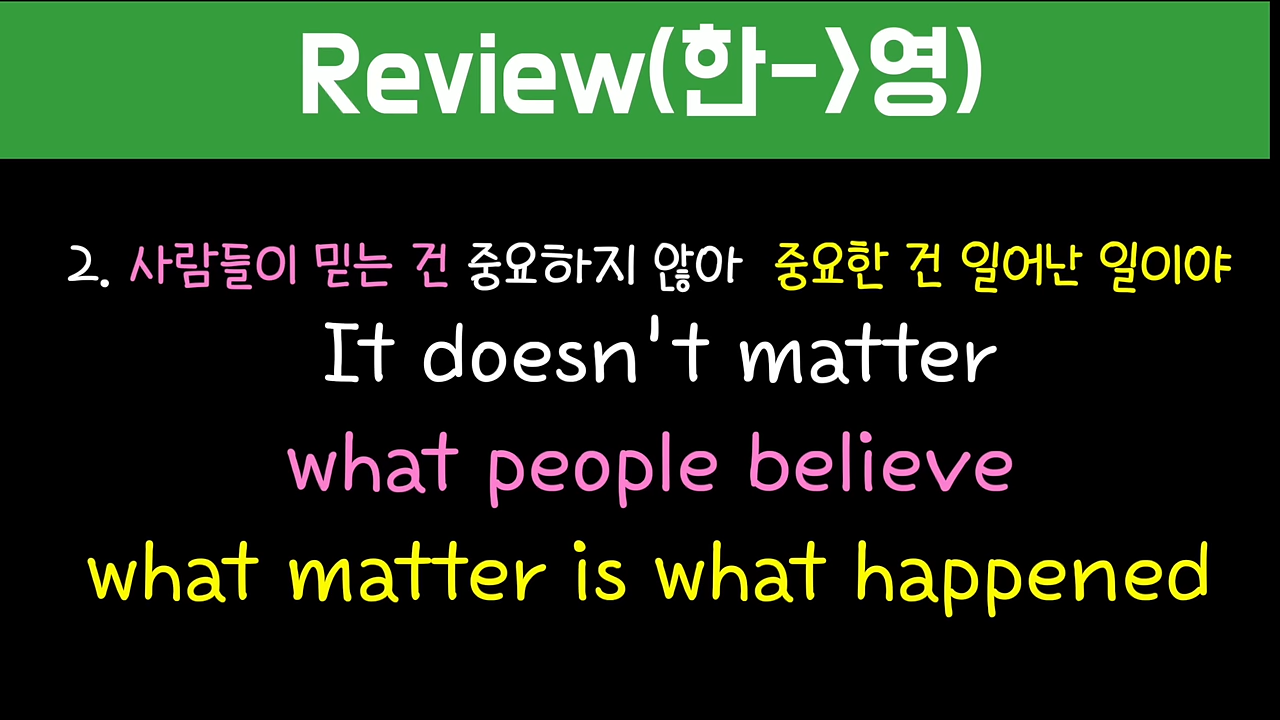 Review(한->영)
2. 사람들이 믿는 건 중요하지 않아 중요한 건 일어난 일이야
It doesn't matter
what people believe
what matter is what happened